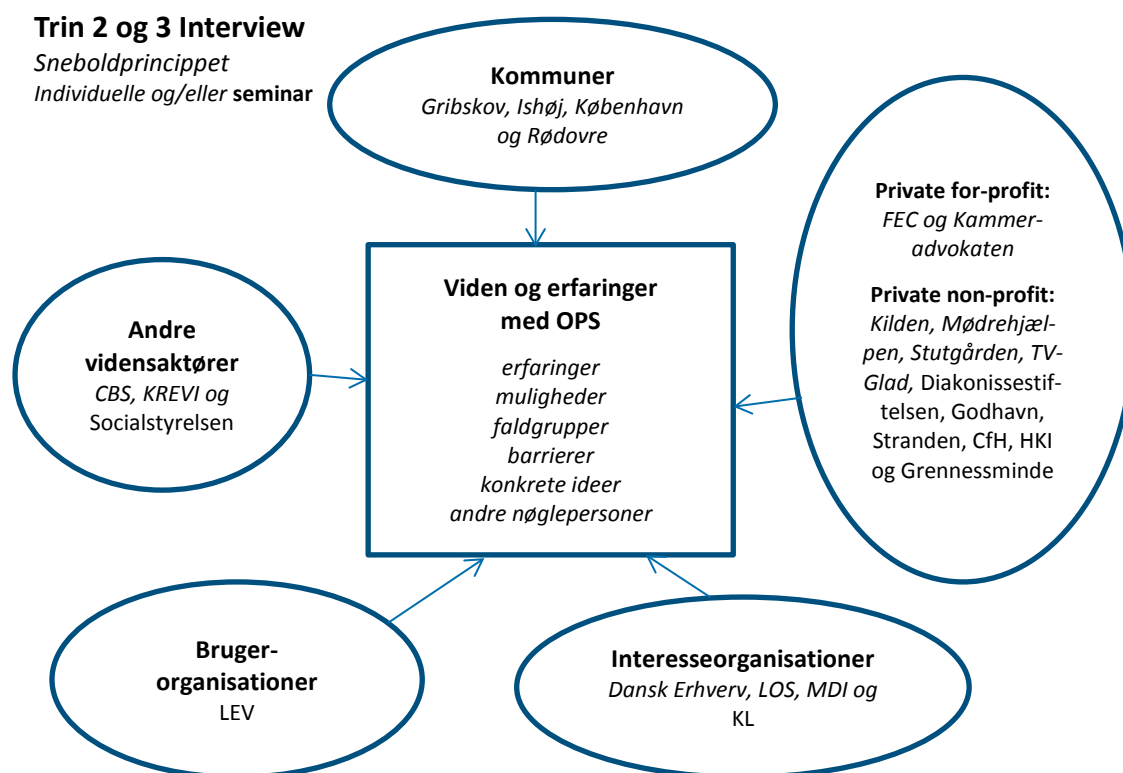 Trin 2 og 3 Interview
Sneboldprincippet
Individuelle og/eller seminar
Kommuner
Gribskov, Ishøj, København
og Rødovre
Private for-profit:
FEC og Kammer-
advokaten
Private non-profit:
Kilden, Mødrehjæl-
pen, Stutgården, TV-
Glad, Diakonissestif-
telsen, Godhavn,
Stranden, CfH, HKI
og Grennessminde
Viden og erfaringer
med OPS
erfaringer
muligheder
faldgrupper
barrierer
konkrete ideer
andre nøglepersoner
Andre
vidensaktører
CBS, KREVI og
Socialstyrelsen
Bruger-
organisationer
LEV
Interesseorganisationer
Dansk Erhverv, LOS, MDI og
KL